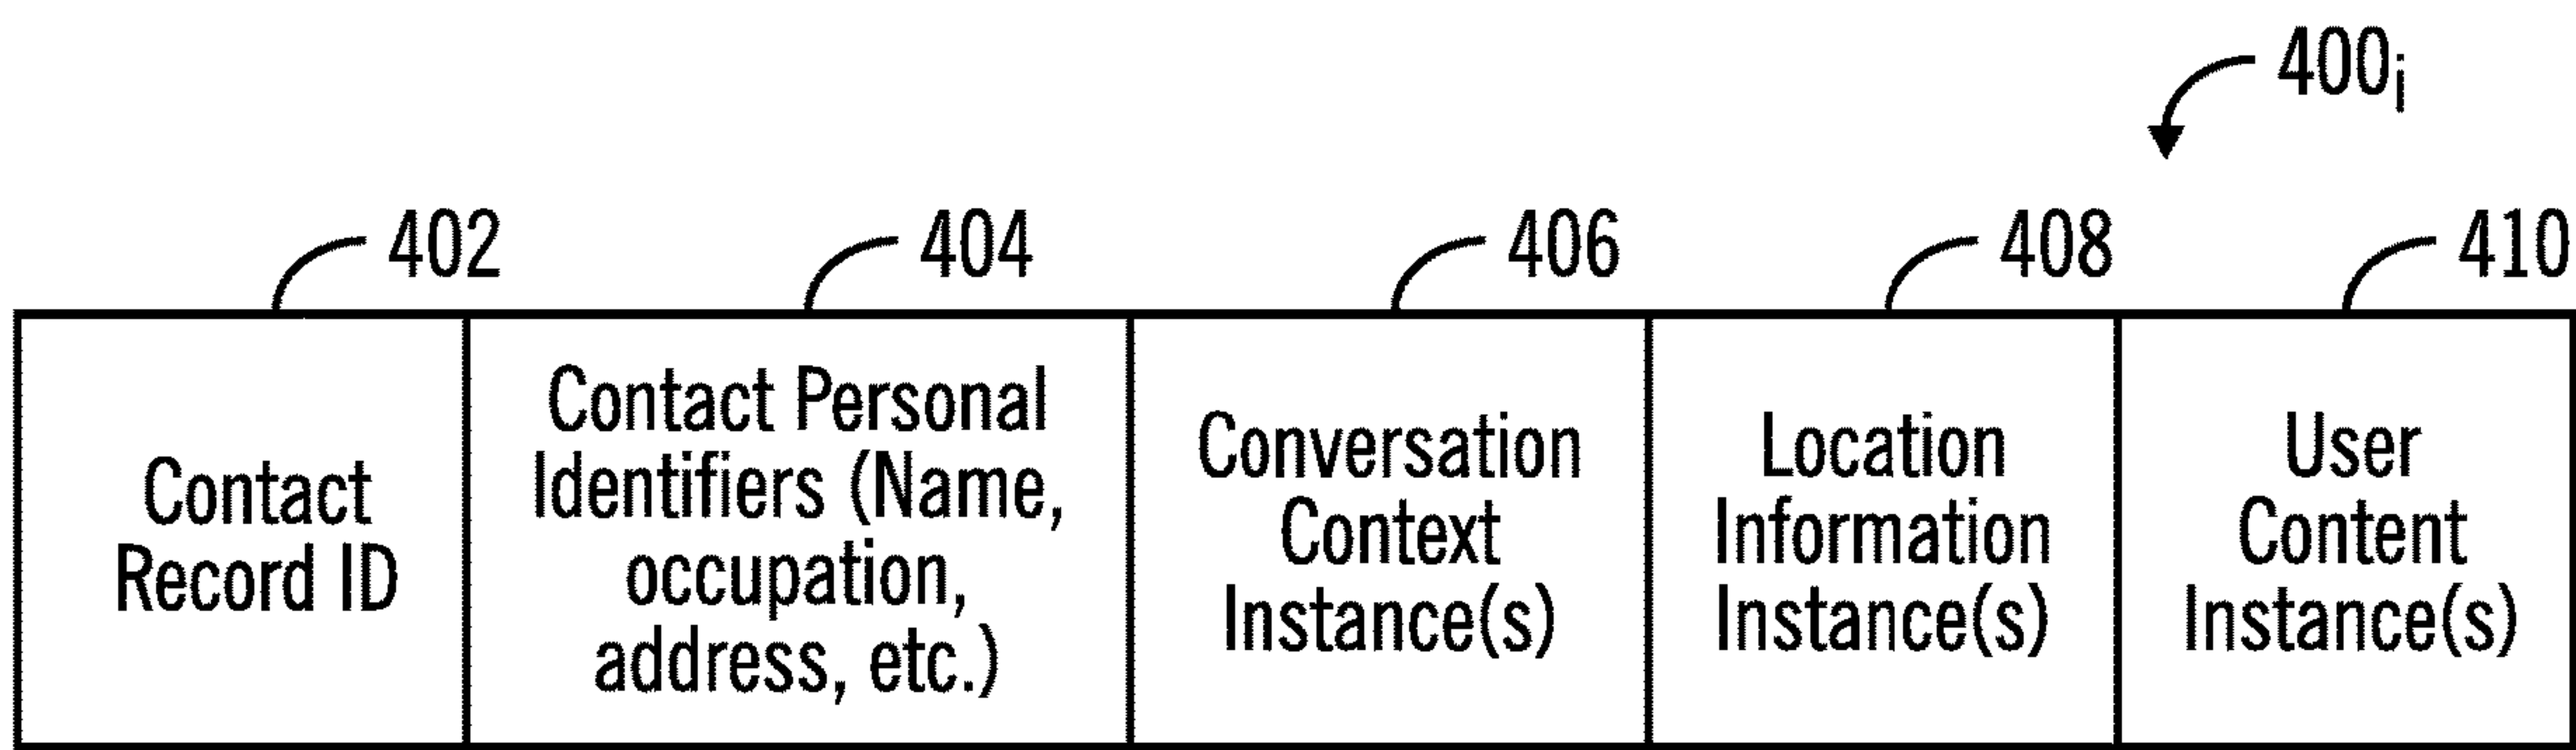 400i
402
404
406
408
410
Contact
Record ID
Contact Personal
Identifiers (Name,
occupation,
address, etc.)
Conversation
Context
Instance(s)
Location
Information
Instance(s)
User
Content
Instance(s)